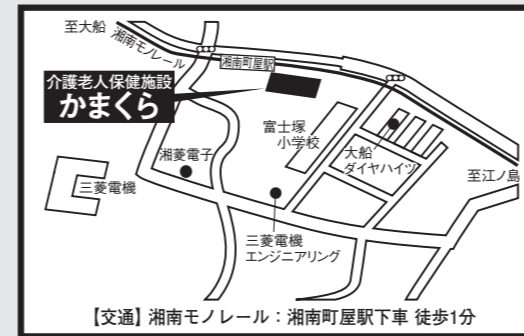 至大船
湘南モノレール
湘南町屋駅
介護老人保健施設
かまくら
富士塚
小学校
湘菱電子
大船
ダイヤハイツ
至江ノ島
三菱電機
三菱電機
エンジニアリング
【交通】湘南モノレール：湘南町屋駅下車 徒歩1分